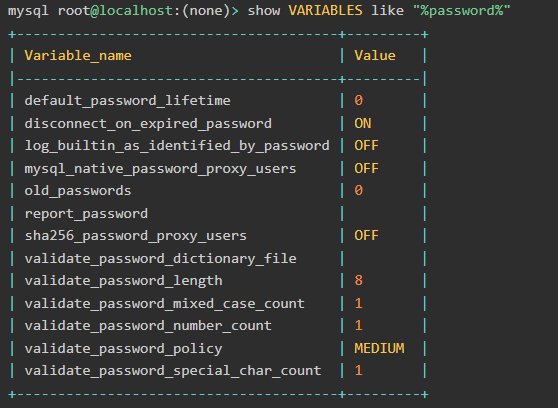 mysql root@localhost:(none)> show VARIABLES like "%password%"
+--------------------------------------+---------+
| Variable_name                        | Value   |
|--------------------------------------+---------|
| default_password_lifetime            | 0       |
| disconnect_on_expired_password       | ON      |
| log_builtin_as_identified_by_password | OFF     |
| mysql_native_password_proxy_users    | OFF     |
| old_passwords                        | 0       |
| report_password                      |         |
| sha256_password_proxy_users          | OFF     |
| validate_password_dictionary_file    |         |
| validate_password_length             | 8       |
| validate_password_mixed_case_count   | 1       |
| validate_password_number_count       | 1       |
| validate_password_policy             | MEDIUM  |
| validate_password_special_char_count | 1       |
+--------------------------------------+---------+